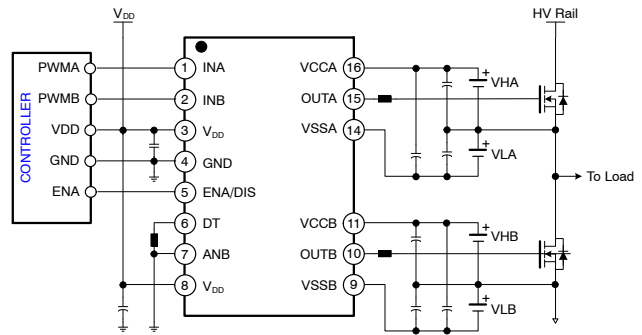 VDD
HV Rail
CONTROLLER
PWMA
PWMB
VDD
GND
ENA
1 INA
2 INB
3 VDD
4 GND
5 ENA/DIS
6 DT
7 ANB
8 VDD
VCCA 16
OUTA 15
VSSA 14
VCCB 11
OUTB 10
VSSB 9
+ VHA
+ VLA
To Load
+ VHB
+ VLB